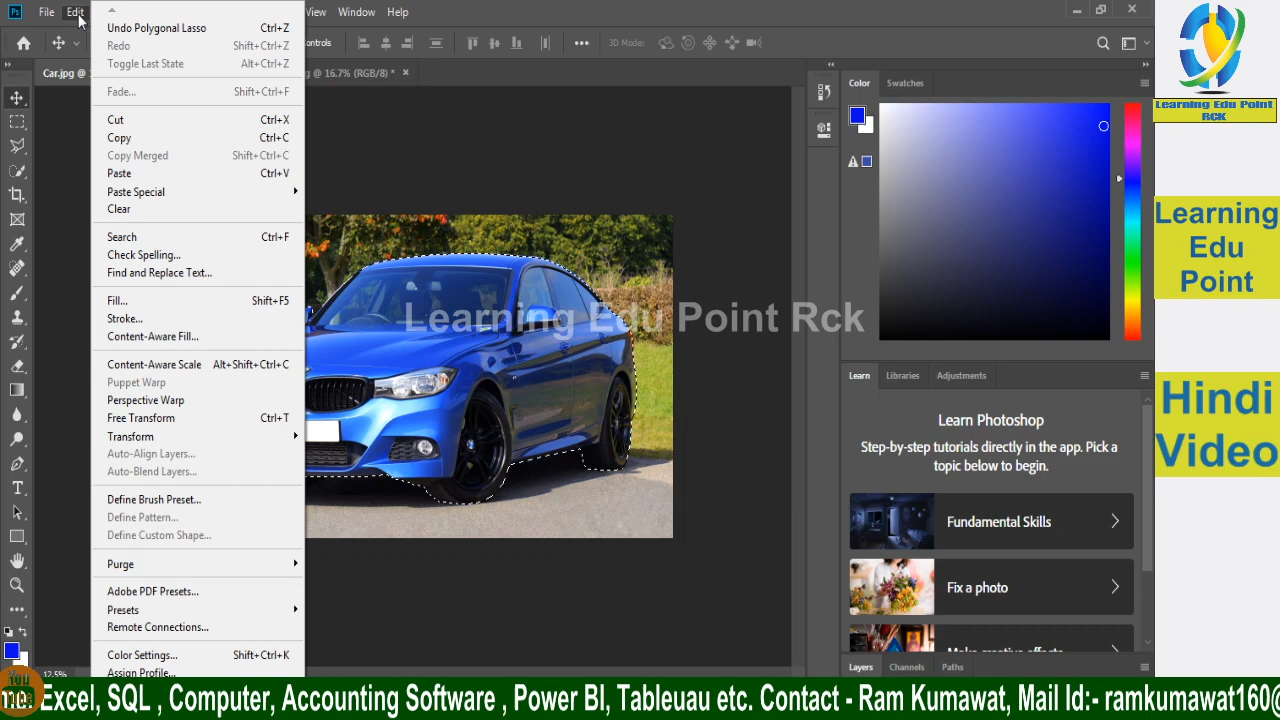 Ps File Edit View Window Help
Controls 3D Mode:
Car.jpg @ 16.7% (RGB/8) *
Undo Polygonal Lasso Ctrl+Z
Redo Shift+Ctrl+Z
Toggle Last State Alt+Ctrl+Z
Fade... Shift+Ctrl+F
Cut Ctrl+X
Copy Ctrl+C
Copy Merged Shift+Ctrl+C
Paste Ctrl+V
Paste Special
Clear
Search Ctrl+F
Check Spelling...
Find and Replace Text...
Fill... Shift+F5
Stroke...
Content-Aware Fill...
Content-Aware Scale Alt+Shift+Ctrl+C
Puppet Warp
Perspective Warp
Free Transform Ctrl+T
Transform
Auto-Align Layers...
Auto-Blend Layers...
Define Brush Preset...
Define Pattern...
Define Custom Shape...
Purge
Adobe PDF Presets...
Presets
Remote Connections...
Color Settings... Shift+Ctrl+K
Assign Profile...
12.5%
Learning Edu Point Rck
Color Swatches
Learn Libraries Adjustments
Learn Photoshop
Step-by-step tutorials directly in the app. Pick a
topic below to begin.
Fundamental Skills
Fix a photo
Make creative effects
Layers Channels Paths
Learning Edu Point
RCK
Learning
Edu
Point
Hindi
Video
You
Tube
Excel, SQL , Computer, Accounting Software , Power BI, Tableuau etc. Contact - Ram Kumawat, Mail Id:- ramkumawat160@